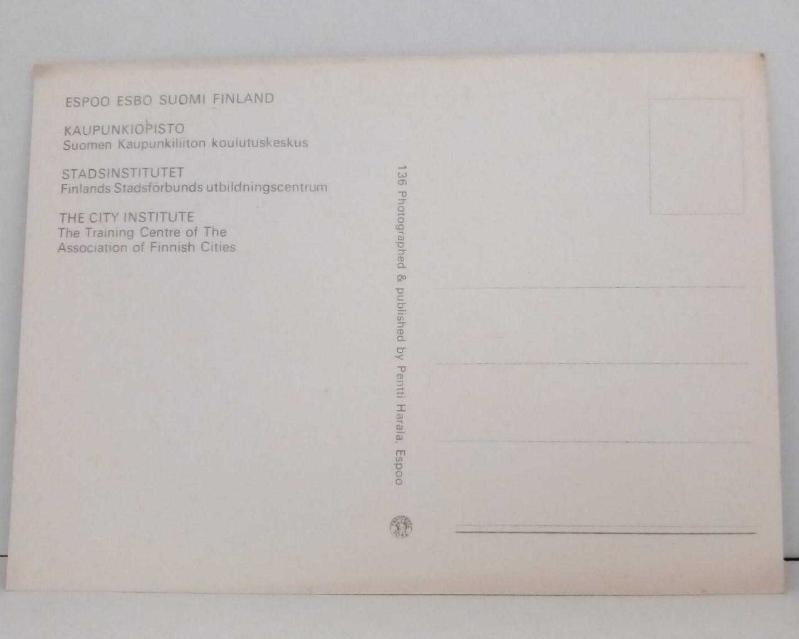 ESPOO ESBO SUOMI FINLAND
KAUPUNKIOPISTO
Suomen Kaupunkiliiton koulutuskeskus
STADSINSTITUTET
Finlands Stadsförbunds utbildningscentrum
THE CITY INSTITUTE
The Training Centre of The
Association of Finnish Cities
136 Photographed & published by Pentti Harala, Espoo